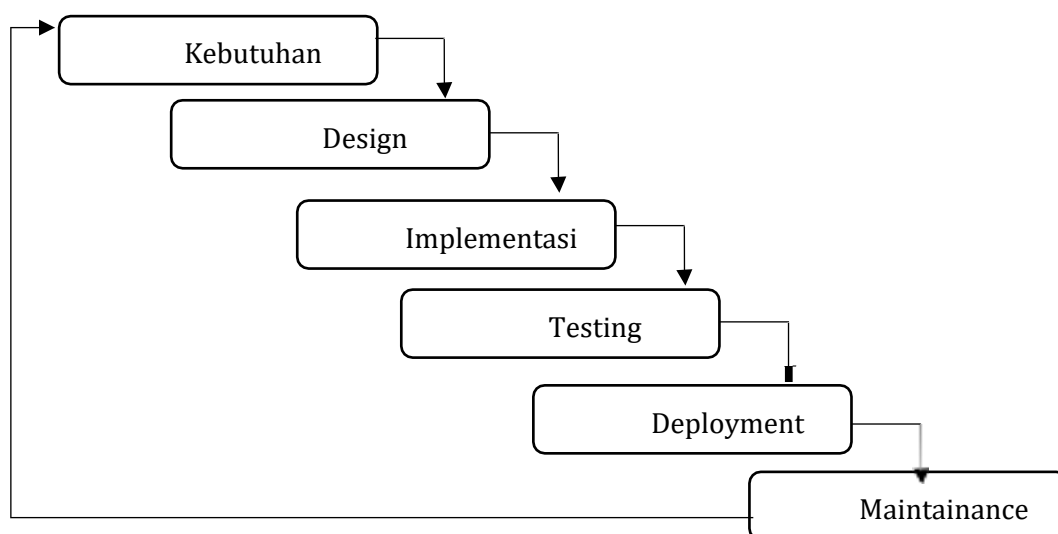 Kebutuhan
Design
Implementasi
Testing
Deployment
Maintainance